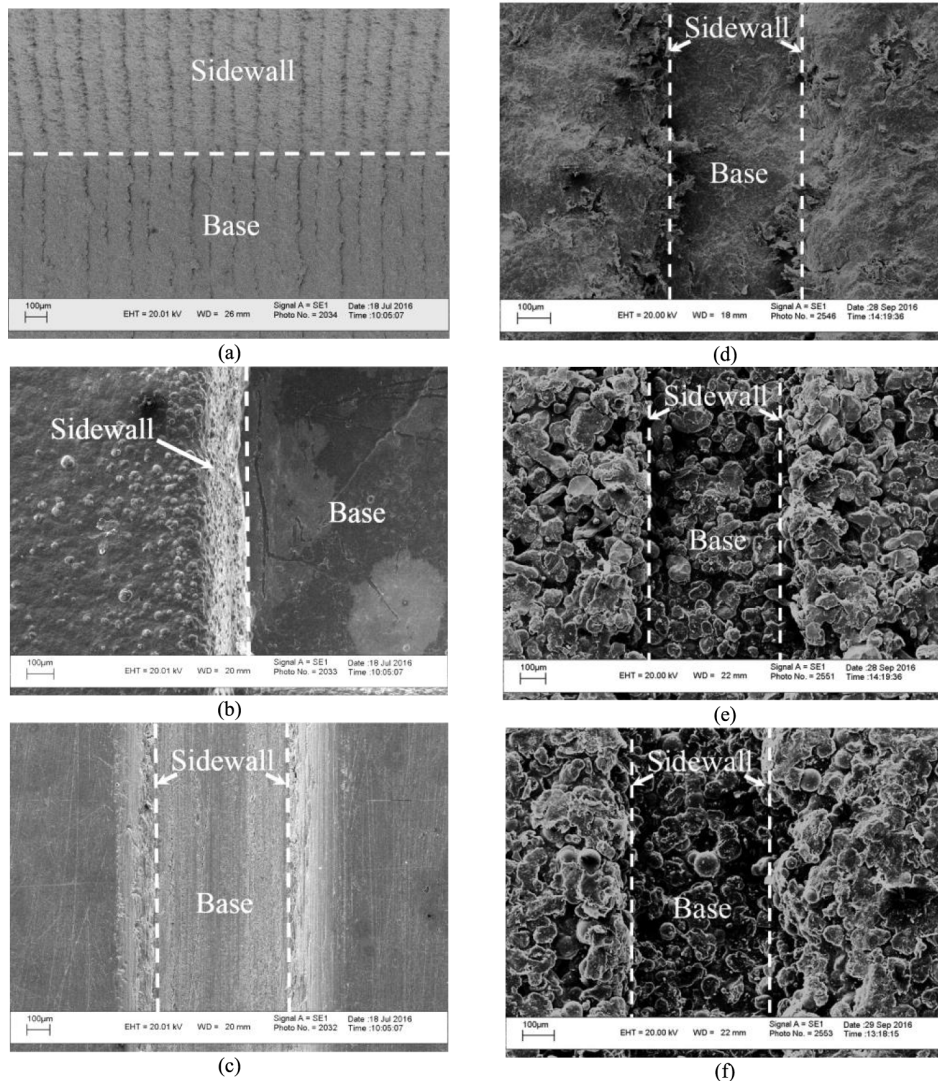 Sidewall
Base
100μm
EHT = 20.01 kV WD = 26 mm Signal A = SE1 Date :18 Jul 2016
Photo No. = 2034 Time :10:05:07
(a)
Sidewall
Base
100μm
EHT = 20.01 kV WD = 20 mm Signal A = SE1 Date :18 Jul 2016
Photo No. = 2033 Time :10:05:07
(b)
Sidewall
Base
100μm
EHT = 20.01 kV WD = 20 mm Signal A = SE1 Date :18 Jul 2016
Photo No. = 2032 Time :10:05:07
(c)
Sidewall
Base
100μm
EHT = 20.00 kV WD = 18 mm Signal A = SE1 Date :28 Sep 2016
Photo No. = 2546 Time :14:19:36
(d)
Sidewall
Base
100μm
EHT = 20.00 kV WD = 22 mm Signal A = SE1 Date :28 Sep 2016
Photo No. = 2551 Time :14:19:36
(e)
Sidewall
Base
100μm
EHT = 20.00 kV WD = 22 mm Signal A = SE1 Date :29 Sep 2016
Photo No. = 2553 Time :13:18:15
(f)